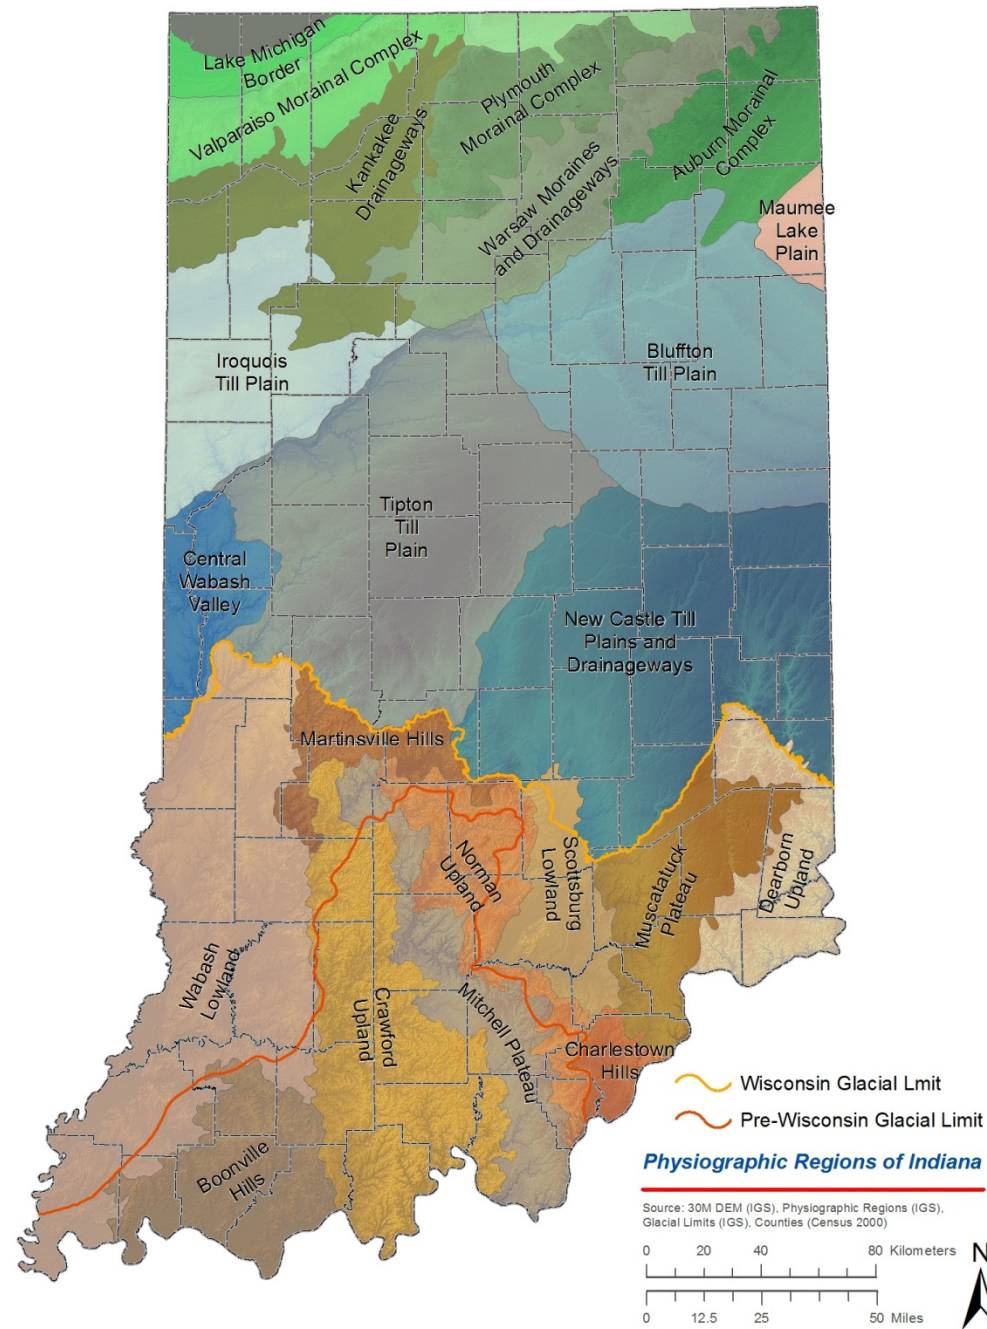 Lake Michigan
Border
Valparaiso Morainal Complex
Kankakee
Drainageways
Plymouth
Morainal Complex
Warsaw Moraines
and Drainageways
Auburn Morainal
Complex
Maumee
Lake
Plain
Iroquois
Till Plain
Bluffton
Till Plain
Tipton
Till
Plain
Central
Wabash
Valley
New Castle Till
Plains and
Drainageways
Martinsville Hills
Norman
Upland
Scottsburg
Lowland
Muscatatuck
Plateau
Dearborn
Upland
Wabash
Lowland
Crawford
Upland
Mitchell Plateau
Charlestown
Hills
Boonville
Hills
Wisconsin Glacial Lmit
Pre-Wisconsin Glacial Limit
Physiographic Regions of Indiana
Source: 30M DEM (IGS), Physiographic Regions (IGS),
Glacial Limits (IGS), Counties (Census 2000)
0 20 40 80 Kilometers
0 12.5 25 50 Miles
N